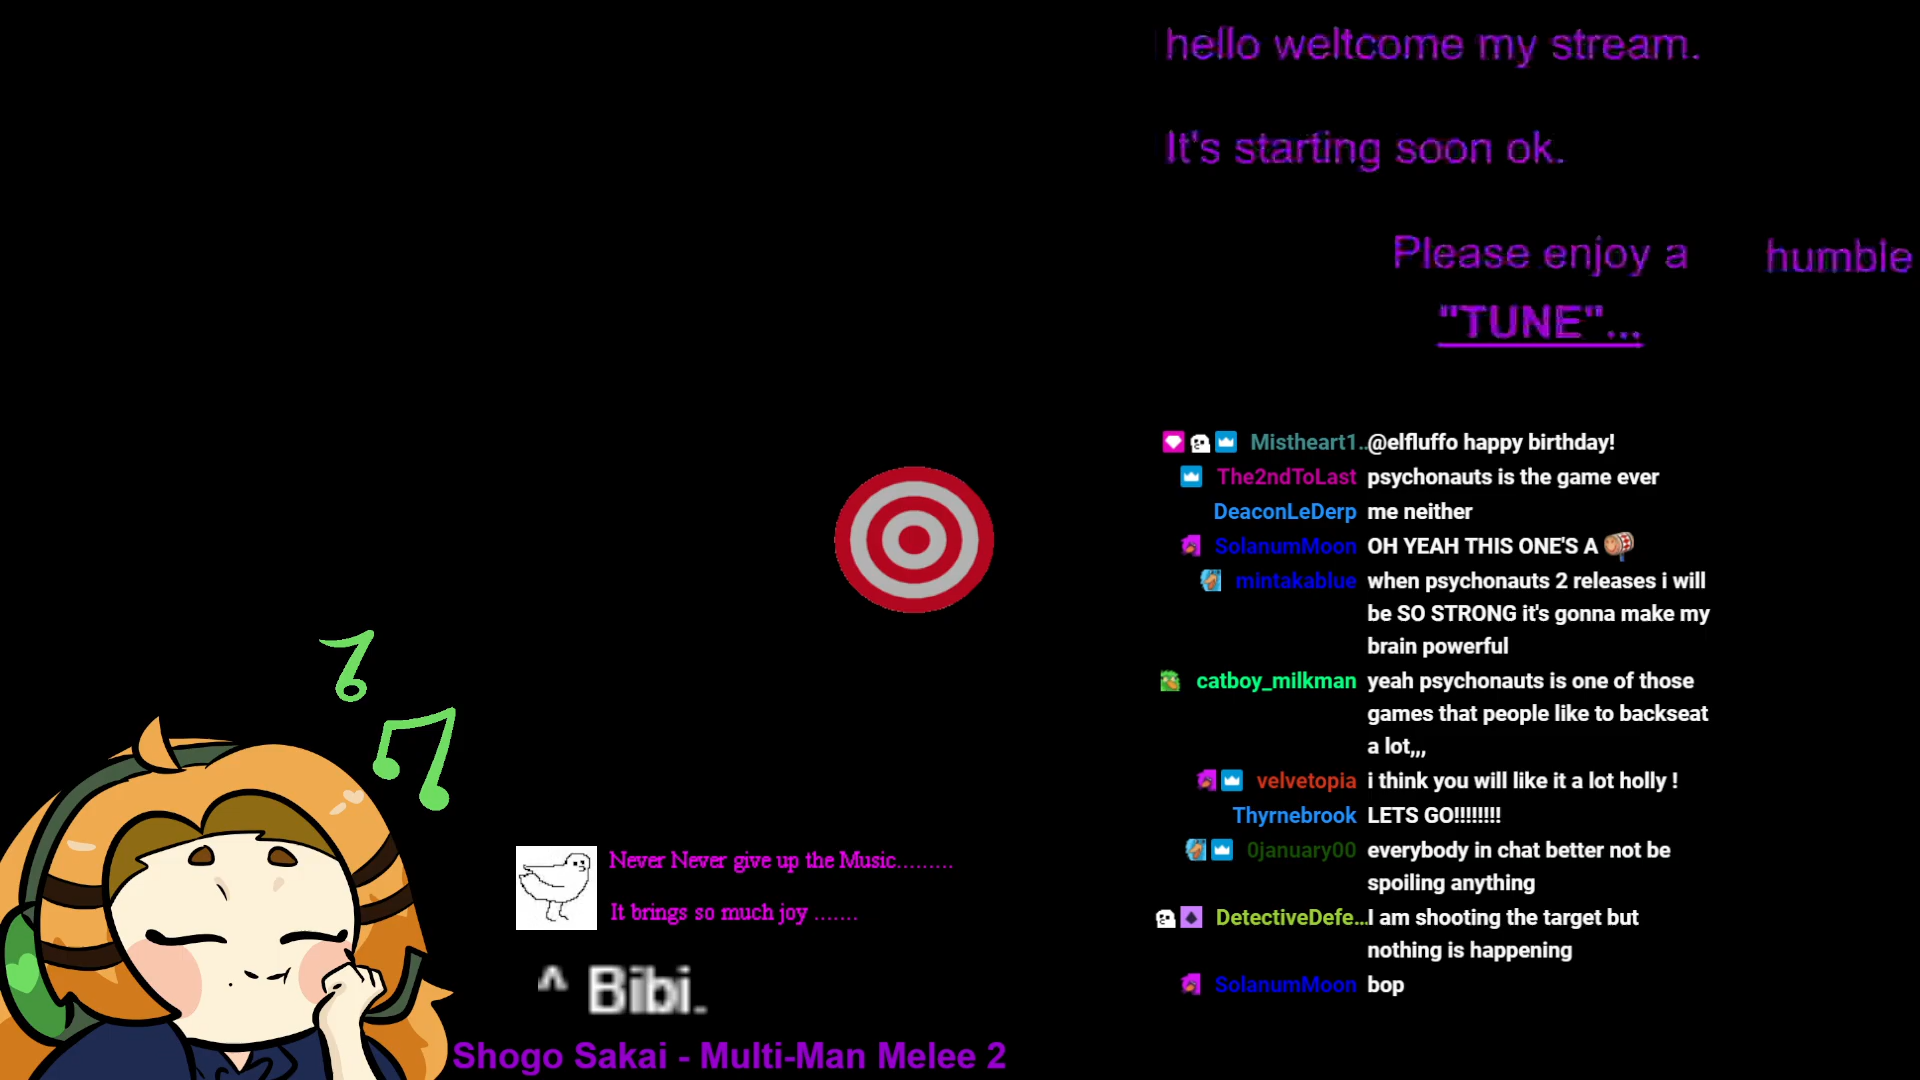 hello weltcome my stream.
It's starting soon ok.
Please enjoy a humble
"TUNE"...
Mistheart1.. @elfluffo happy birthday!
The2ndToLast psychonauts is the game ever
DeaconLeDerp me neither
SolanumMoon OH YEAH THIS ONE'S A
mintakablue when psychonauts 2 releases i will
be SO STRONG it's gonna make my
brain powerful
catboy_milkman yeah psychonauts is one of those
games that people like to backseat
a lot,,,
velvetopia i think you will like it a lot holly !
Thyrnebrook LETS GO!!!!!!!!
0january00 everybody in chat better not be
spoiling anything
DetectiveDefe... I am shooting the target but
nothing is happening
SolanumMoon bop
Never Never give up the Music.........
It brings so much joy .......
^ Bibi.
Shogo Sakai - Multi-Man Melee 2